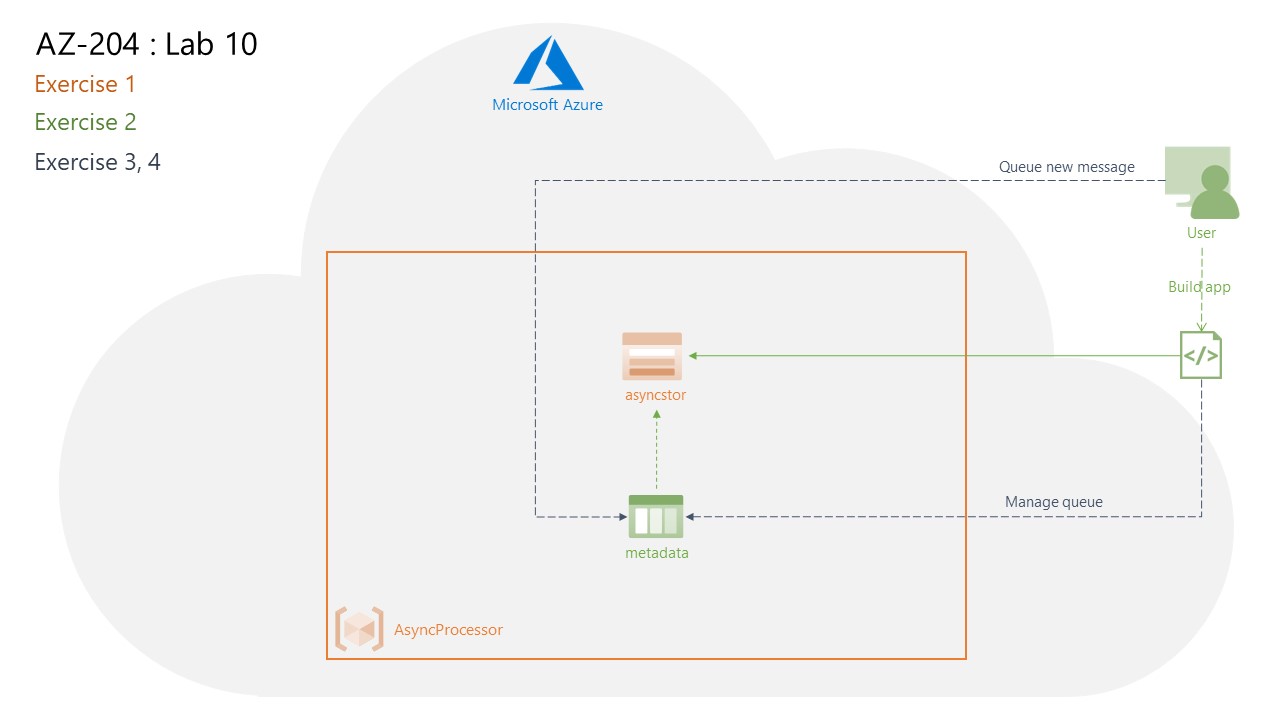 AZ-204 : Lab 10
Exercise 1
Exercise 2
Exercise 3, 4
Microsoft Azure
Queue new message
User
Build app
</>
asyncstor
Manage queue
metadata
AsyncProcessor